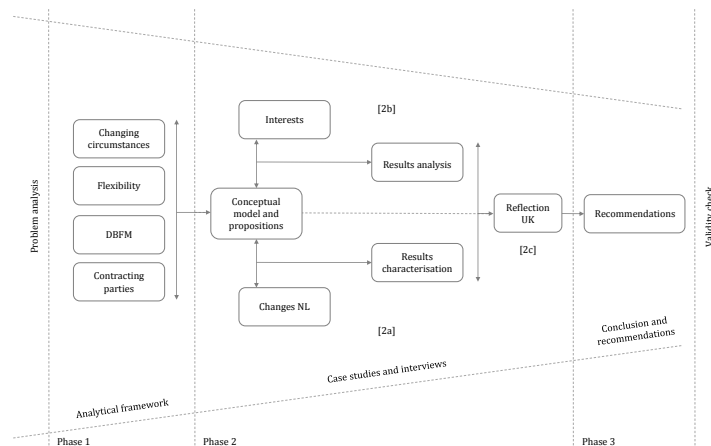 Problem analysis
Changing
circumstances
Flexibility
DBFM
Contracting
parties
Interests
[2b]
Results analysis
Conceptual
model and
propositions
Results
characterisation
Changes NL
[2a]
Reflection
UK
[2c]
Recommendations
Validity check
Analytical framework
Case studies and interviews
Conclusion and
recommendations
Phase 1
Phase 2
Phase 3